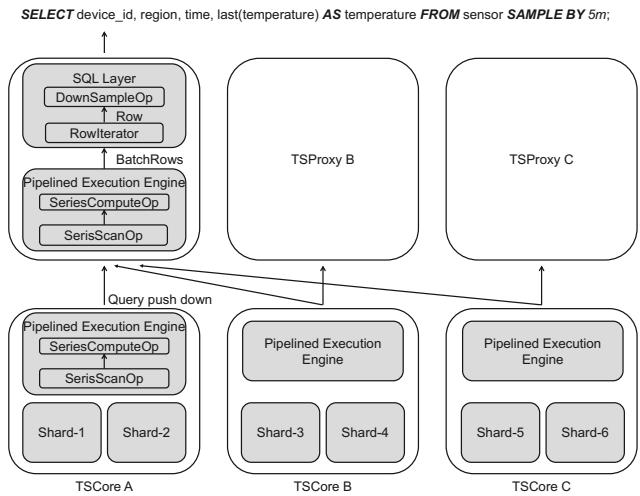 SELECT device_id, region, time, last(temperature) AS temperature FROM sensor SAMPLE BY 5m;
SQL Layer
DownSampleOp
Row
RowIterator
BatchRows
Pipelined Execution Engine
SeriesComputeOp
SerisScanOp
TSProxy B
TSProxy C
Query push down
Pipelined Execution Engine
SeriesComputeOp
SerisScanOp
Shard-1
Shard-2
TSCore A
Pipelined Execution
Engine
Shard-3
Shard-4
TSCore B
Pipelined Execution
Engine
Shard-5
Shard-6
TSCore C